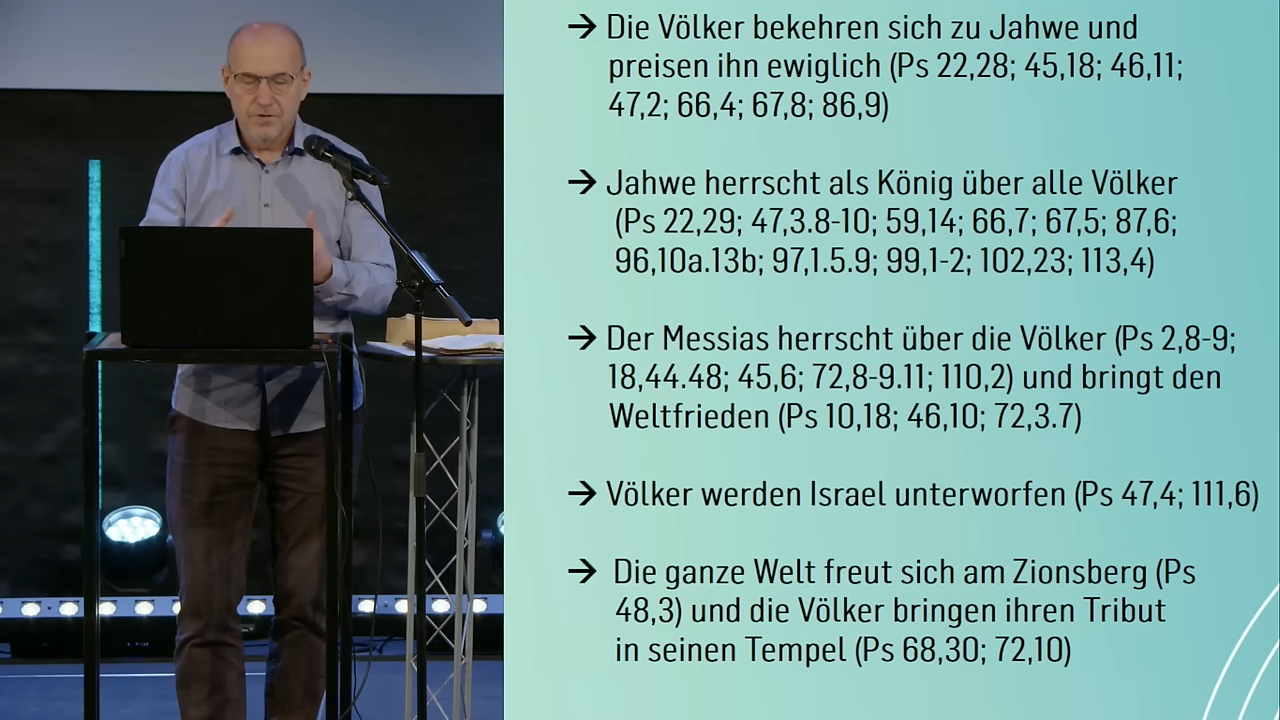 → Die Völker bekehren sich zu Jahwe und
preisen ihn ewiglich (Ps 22,28; 45,18; 46,11;
47,2; 66,4; 67,8; 86,9)
→ Jahwe herrscht als König über alle Völker
(Ps 22,29; 47,3.8-10; 59,14; 66,7; 67,5; 87,6;
96,10a.13b; 97,1.5.9; 99,1-2; 102,23; 113,4)
→ Der Messias herrscht über die Völker (Ps 2,8-9;
18,44.48; 45,6; 72,8-9.11; 110,2) und bringt den
Weltfrieden (Ps 10,18; 46,10; 72,3.7)
→ Völker werden Israel unterworfen (Ps 47,4; 111,6)
→ Die ganze Welt freut sich am Zionsberg (Ps
48,3) und die Völker bringen ihren Tribut
in seinen Tempel (Ps 68,30; 72,10)